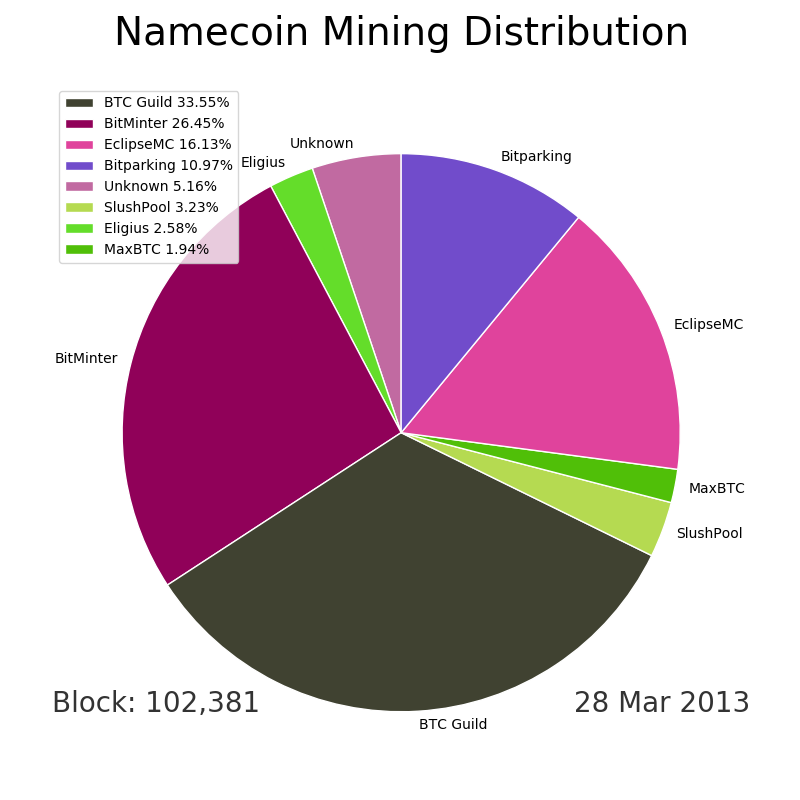 Namecoin Mining Distribution
BTC Guild 33.55%
BitMinter 26.45%
EclipseMC 16.13%
Bitparking 10.97%
Unknown 5.16%
SlushPool 3.23%
Eligius 2.58%
MaxBTC 1.94%
Unknown
Eligius
Bitparking
EclipseMC
BitMinter
MaxBTC
SlushPool
BTC Guild
Block: 102,381
28 Mar 2013